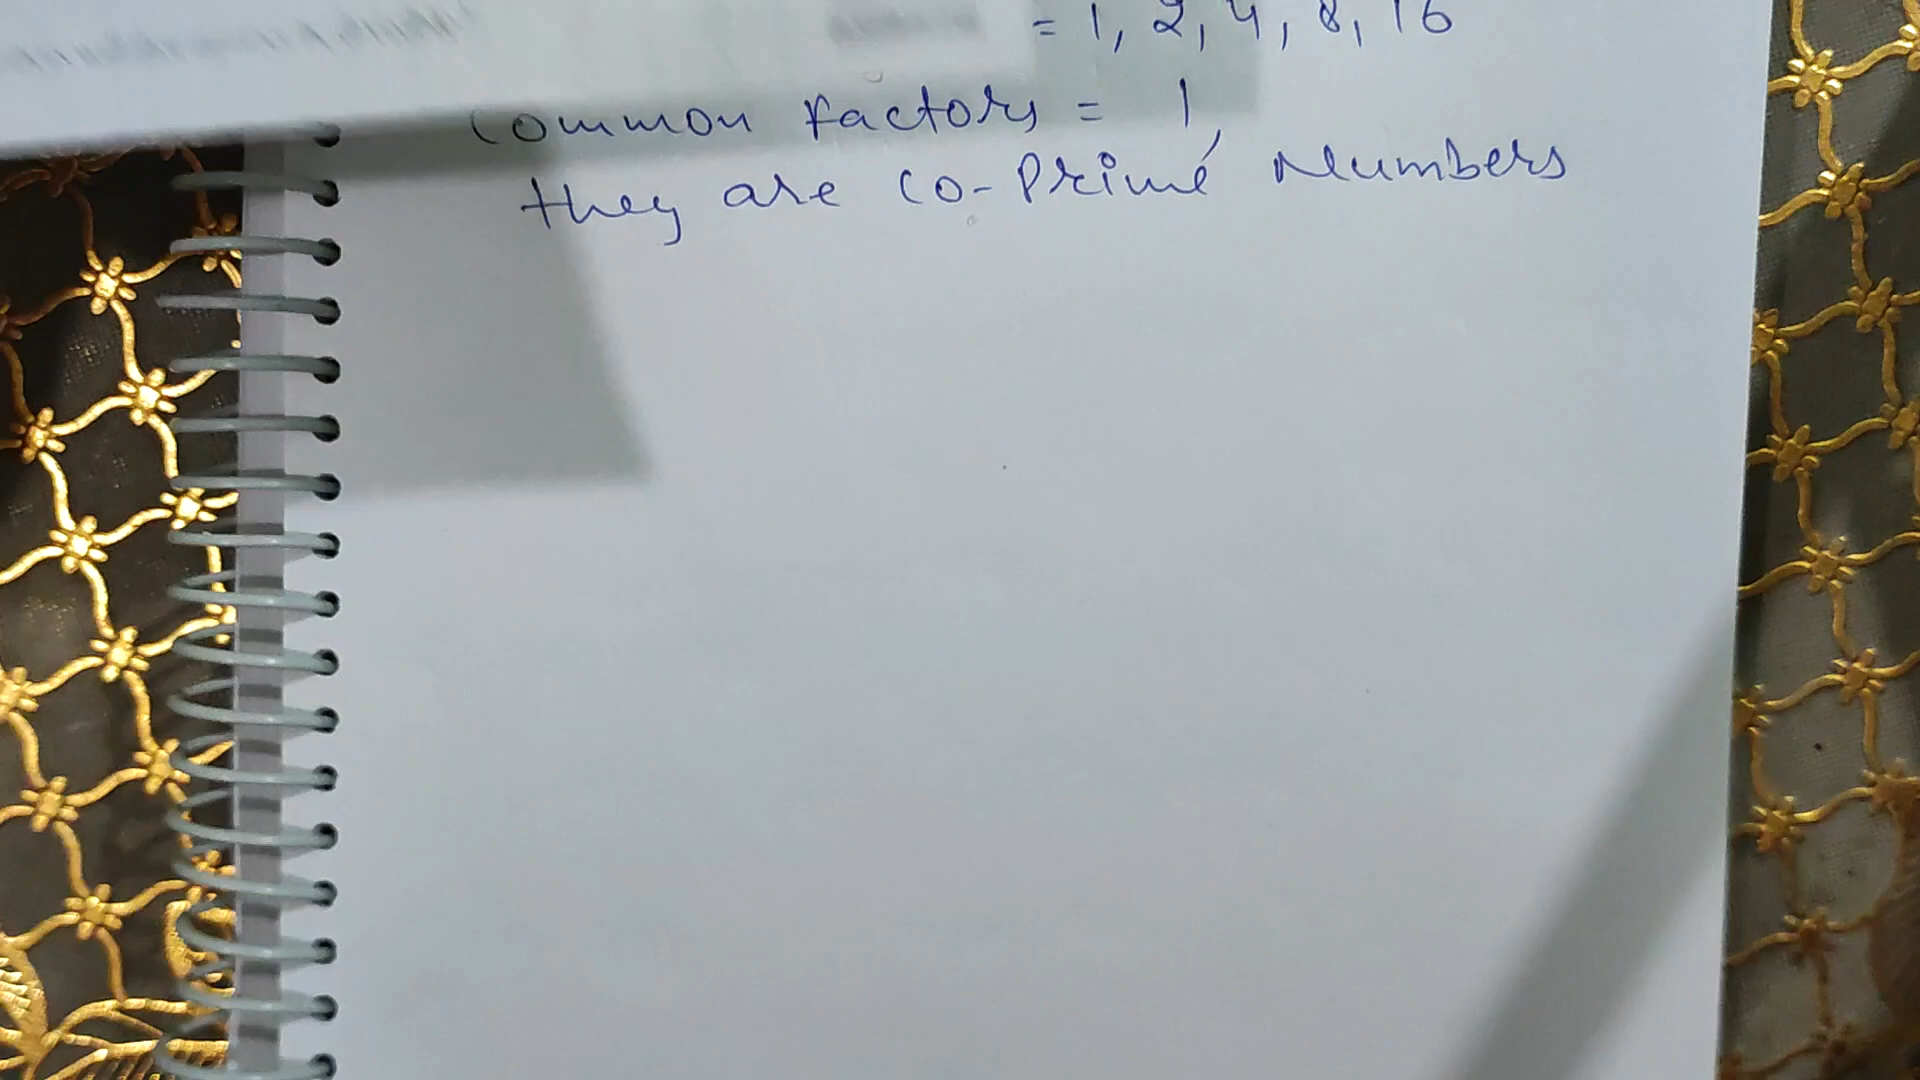 = 1, 2, 4, 8, 16
Common factors = 1,
they are co-Prime Numbers